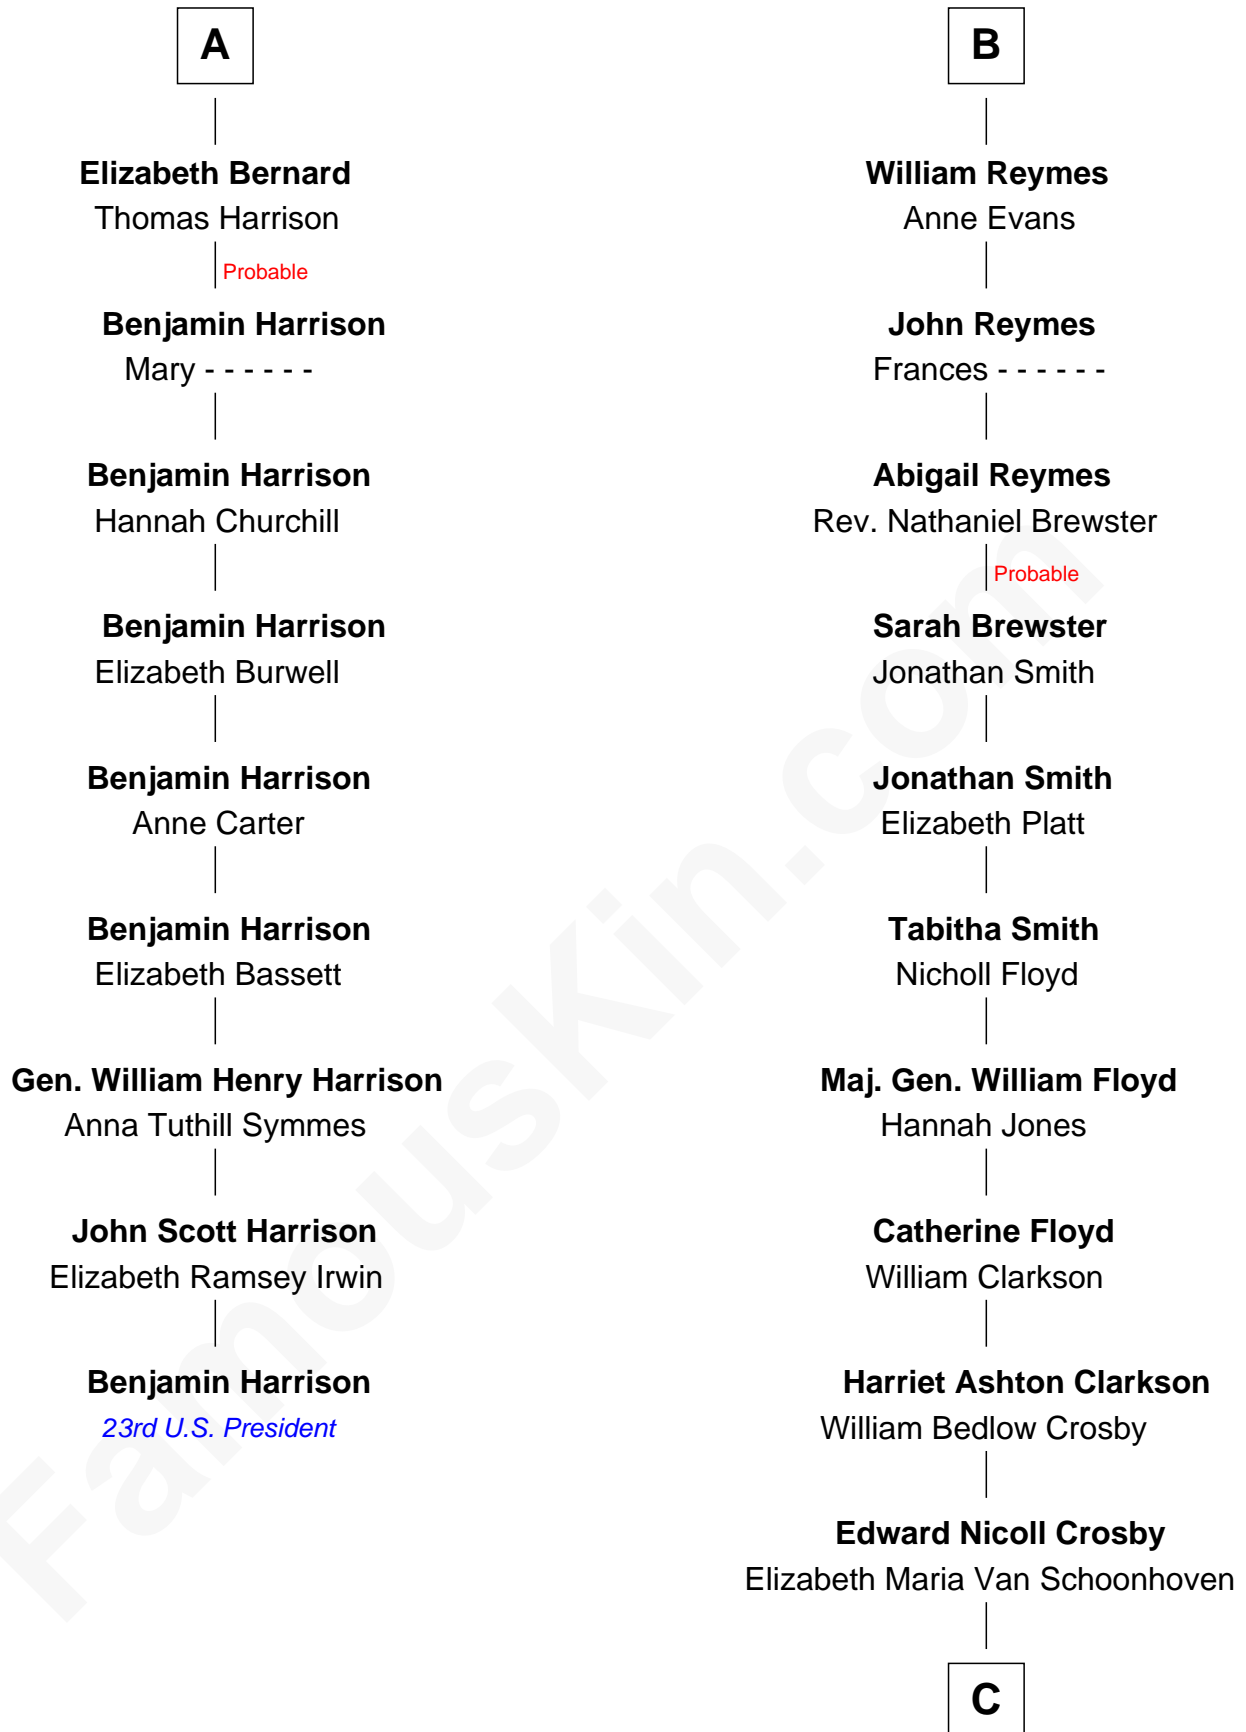 A
Elizabeth Bernard
Thomas Harrison
Probable
Benjamin Harrison
Mary - - - - - -
Benjamin Harrison
Hannah Churchill
Benjamin Harrison
Elizabeth Burwell
Benjamin Harrison
Anne Carter
Benjamin Harrison
Elizabeth Bassett
Gen. William Henry Harrison
Anna Tuthill Symmes
John Scott Harrison
Elizabeth Ramsey Irwin
Benjamin Harrison
23rd U.S. President
B
William Reymes
Anne Evans
John Reymes
Frances - - - - - -
Abigail Reymes
Rev. Nathaniel Brewster
Probable
Sarah Brewster
Jonathan Smith
Jonathan Smith
Elizabeth Platt
Tabitha Smith
Nicholl Floyd
Maj. Gen. William Floyd
Hannah Jones
Catherine Floyd
William Clarkson
Harriet Ashton Clarkson
William Bedlow Crosby
Edward Nicoll Crosby
Elizabeth Maria Van Schoonhoven
C
FamousKin.com